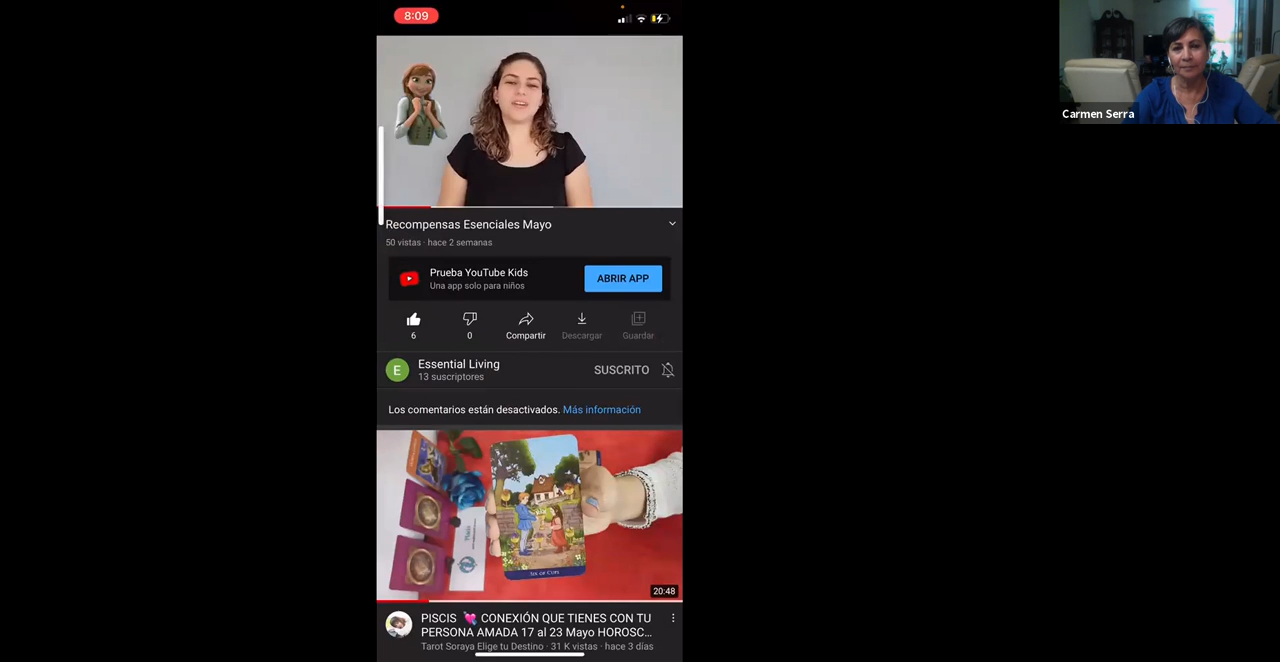 8:09
Carmen Serra
Recompensas Esenciales Mayo
50 vistas · hace 2 semanas
Prueba YouTube Kids
Una app solo para niños
ABRIR APP
6
0
Compartir
Descargar
Guardar
E
Essential Living
13 suscriptores
SUSCRITO
Los comentarios están desactivados. Más información
SIX OF CUPS
20:48
PISCIS 💘 CONEXIÓN QUE TIENES CON TU
PERSONA AMADA 17 al 23 Mayo HOROSC...
Tarot Soraya Elige tu Destino · 31 K vistas · hace 3 días